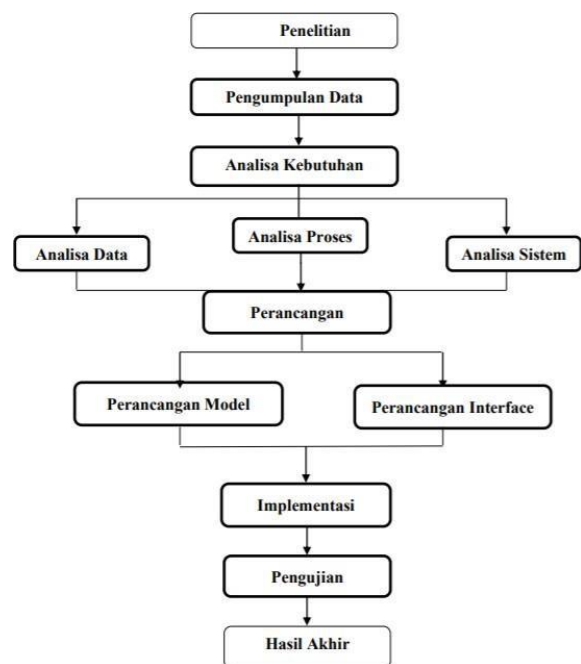 Penelitian
Pengumpulan Data
Analisa Kebutuhan
Analisa Data
Analisa Proses
Analisa Sistem
Perancangan
Perancangan Model
Perancangan Interface
Implementasi
Pengujian
Hasil Akhir